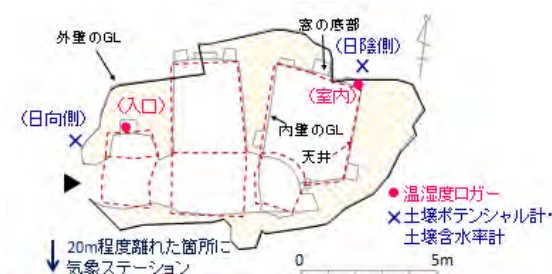 窓の底部
(日陰側)
外壁のGL
(入口)
(室内)
(日向側)
内壁のGL
天井
温湿度ロガー
土壌ポテンシャル計・
土壌含水率計
20m程度離れた箇所に
気象ステーション
0
5m